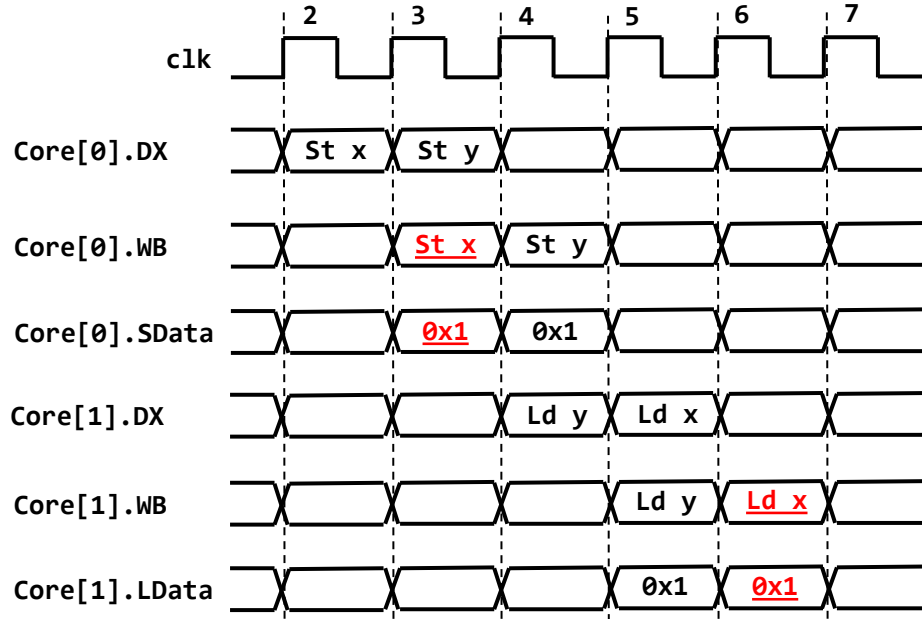 2 3 4 5 6 7
clk
Core[0].DX St x St y
Core[0].WB St x St y
Core[0].SData 0x1 0x1
Core[1].DX Ld y Ld x
Core[1].WB Ld y Ld x
Core[1].LData 0x1 0x1